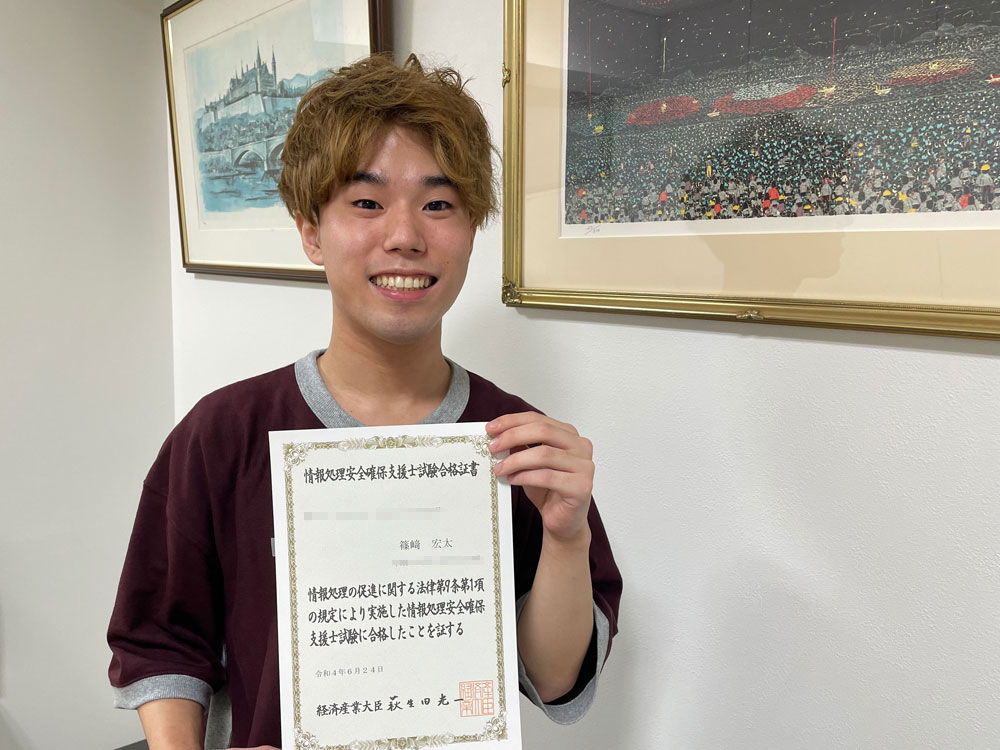 情報処理安全確保支援士試験合格証書
篠﨑 宏太
情報処理の促進に関する法律第9条第1項
の規定により実施した情報処理安全確保
支援士試験に合格したことを証する
令和4年6月24日
経済産業大臣 萩生田光一